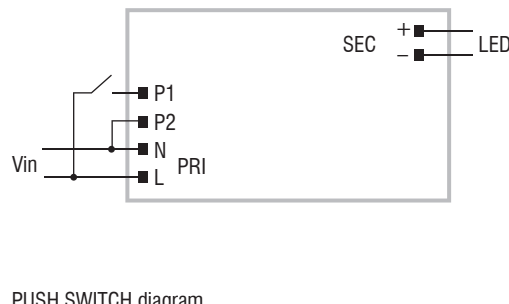 +
SEC
LED
–
P1
P2
N
Vin
PRI
L
PUSH SWITCH diagram